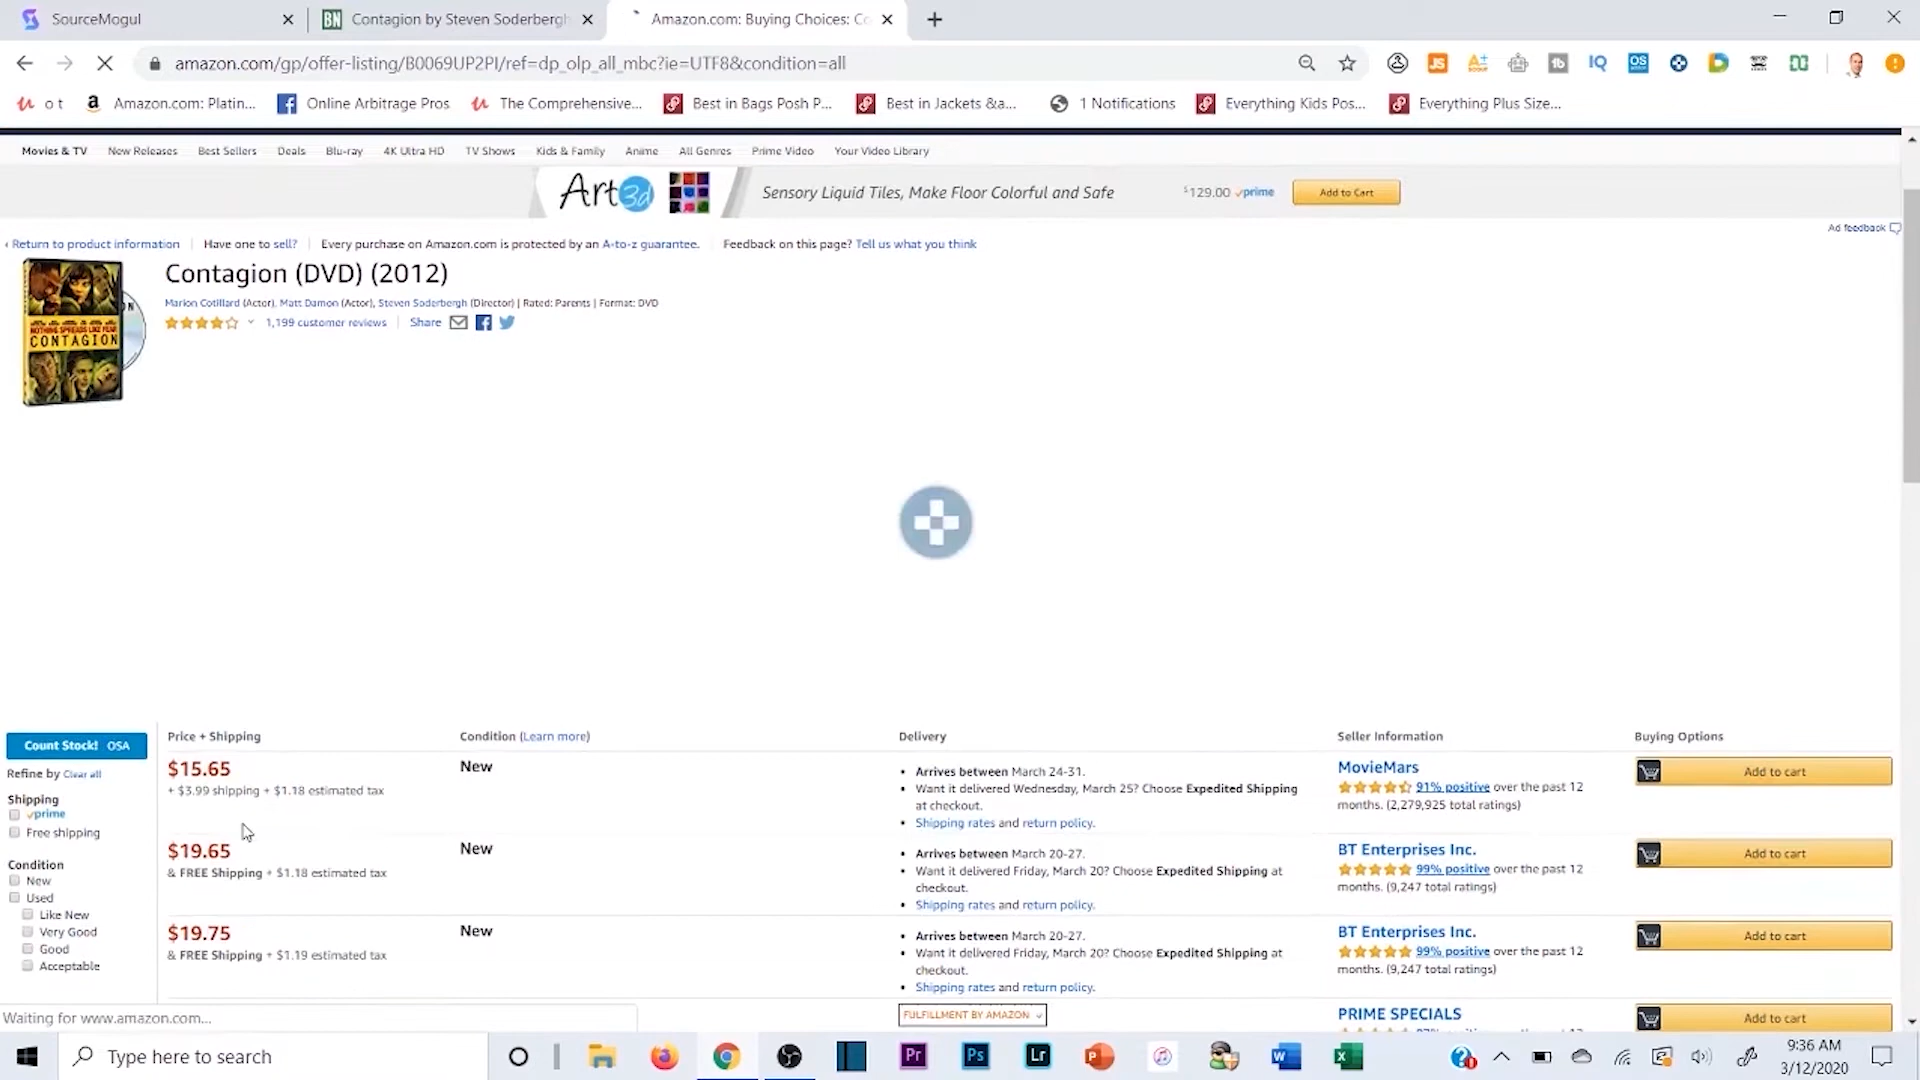 SourceMogul
BN Contagion by Steven Soderbergh
Amazon.com: Buying Choices: Co
amazon.com/gp/offer-listing/B0069UP2PI/ref=dp_olp_all_mbc?ie=UTF8&condition=all
JS
IQ
o t
Amazon.com: Platin...
Online Arbitrage Pros
The Comprehensive...
Best in Bags Posh P...
Best in Jackets &a...
1 Notifications
Everything Kids Pos...
Everything Plus Size...
Movies & TV New Releases Best Sellers Deals Blu-ray 4K Ultra HD TV Shows Kids & Family Anime All Genres Prime Video Your Video Library
Art3d Sensory Liquid Tiles, Make Floor Colorful and Safe $129.00 prime Add to Cart
Ad feedback
‹ Return to product information Have one to sell? Every purchase on Amazon.com is protected by an A-to-z guarantee. Feedback on this page? Tell us what you think
Contagion (DVD) (2012)
Marion Cotillard (Actor), Matt Damon (Actor), Steven Soderbergh (Director) | Rated: Parents | Format: DVD
1,199 customer reviews Share
NOTHING SPREADS LIKE FEAR
CONTAGION
Count Stock! OSA
Refine by Clear all
Shipping
prime
Free shipping
Condition
New
Used
Like New
Very Good
Good
Acceptable
Price + Shipping Condition (Learn more) Delivery Seller Information Buying Options
$15.65
+ $3.99 shipping + $1.18 estimated tax
New
• Arrives between March 24-31.
• Want it delivered Wednesday, March 25? Choose Expedited Shipping
at checkout.
• Shipping rates and return policy.
MovieMars
91% positive over the past 12
months. (2,279,925 total ratings)
Add to cart
$19.65
& FREE Shipping + $1.18 estimated tax
New
• Arrives between March 20-27.
• Want it delivered Friday, March 20? Choose Expedited Shipping at
checkout.
• Shipping rates and return policy.
BT Enterprises Inc.
99% positive over the past 12
months. (9,247 total ratings)
Add to cart
$19.75
& FREE Shipping + $1.19 estimated tax
New
• Arrives between March 20-27.
• Want it delivered Friday, March 20? Choose Expedited Shipping at
checkout.
• Shipping rates and return policy.
BT Enterprises Inc.
99% positive over the past 12
months. (9,247 total ratings)
Add to cart
FULFILLMENT BY AMAZON
PRIME SPECIALS
Add to cart
Waiting for www.amazon.com...
Type here to search
Pr
Ps
Lr
9:36 AM
3/12/2020